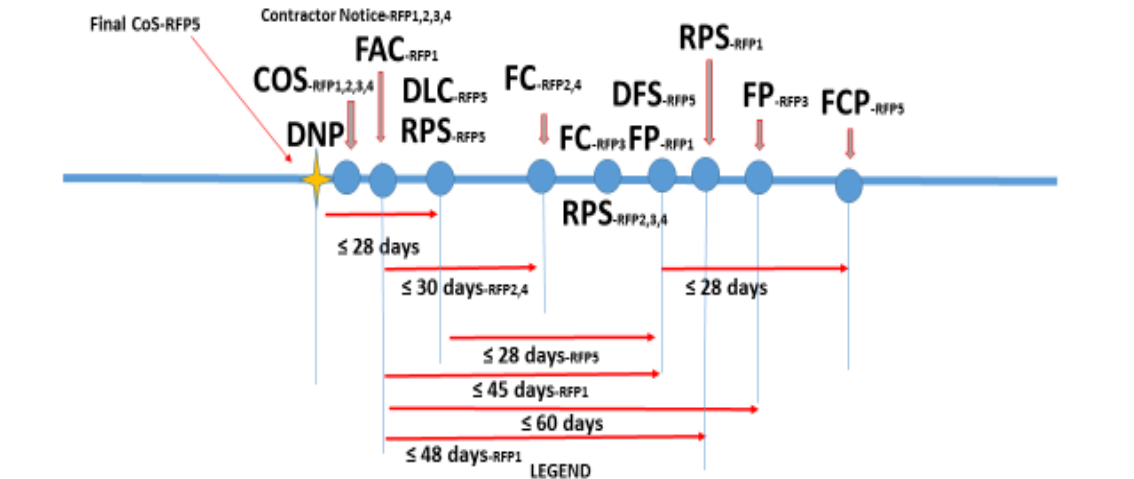 Contractor Notice-RFP1,2,3,4
Final CoS-RFP5
FAC-RFP1
RPS-RFP1
COS-RFP1,2,3,4
DLC-RFP5
FC-RFP2,4
DFS-RFP5
FP-RFP3
FCP-RFP5
DNP
RPS-RFP5
FC-RFP3
FP-RFP1
RPS-RFP2,3,4
≤ 28 days
≤ 30 days-RFP2,4
≤ 28 days
≤ 28 days-RFP5
≤ 45 days-RFP1
≤ 60 days
≤ 48 days-RFP1
LEGEND